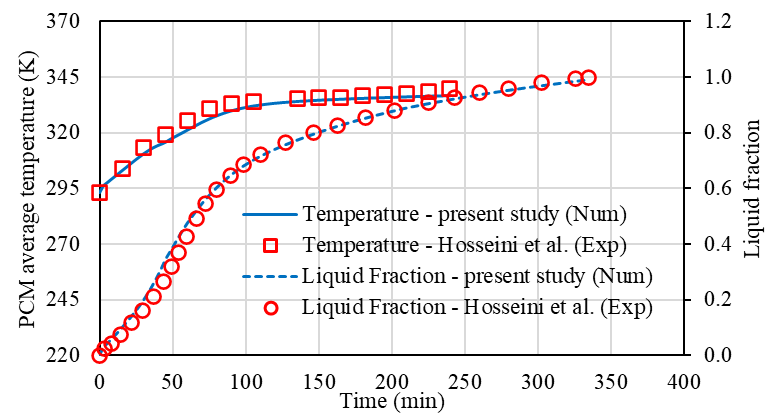 370
345
320
295
270
245
220
PCM average temperature (K)
1.2
1.0
0.8
0.6
0.4
0.2
0.0
Liquid fraction
Temperature - present study (Num)
Temperature - Hosseini et al. (Exp)
Liquid Fraction - present study (Num)
Liquid Fraction - Hosseini et al. (Exp)
0 50 100 150 200 250 300 350 400
Time (min)